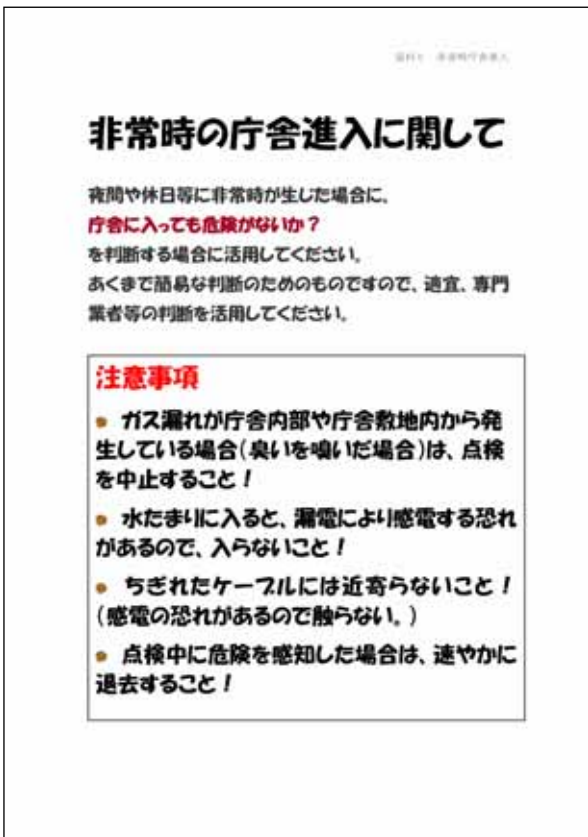 非常時の庁舎進入に関して
夜間や休日等に非常時が生じた場合に、
庁舎に入っても危険がないか?
を判断する場合に活用してください。
あくまで簡易な判断のためのものですので、適宜、専門
業者等の判断を活用してください。
注意事項
● ガス漏れが庁舎内部や庁舎敷地内から発
生している場合(臭いを嗅いだ場合)は、点検
を中止すること!
● 水たまりに入ると、漏電により感電する恐れ
があるので、入らないこと!
● ちぎれたケーブルには近寄らないこと!
(感電の恐れがあるので触らない。)
● 点検中に危険を感知した場合は、速やかに
退去すること!